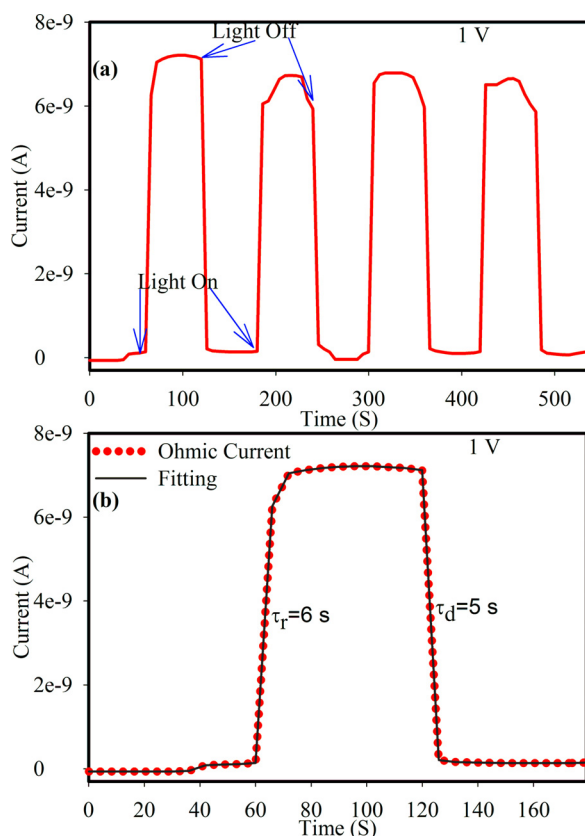 8e-9
Light Off
1 V
(a)
6e-9
Current (A)
4e-9
2e-9
Light On
0
0 100 200 300 400 500
Time (S)
8e-9
1 V
Ohmic Current
Fitting
(b)
6e-9
Current (A)
4e-9
τr=6 s
τd=5 s
2e-9
0
0 20 40 60 80 100 120 140 160
Time (S)